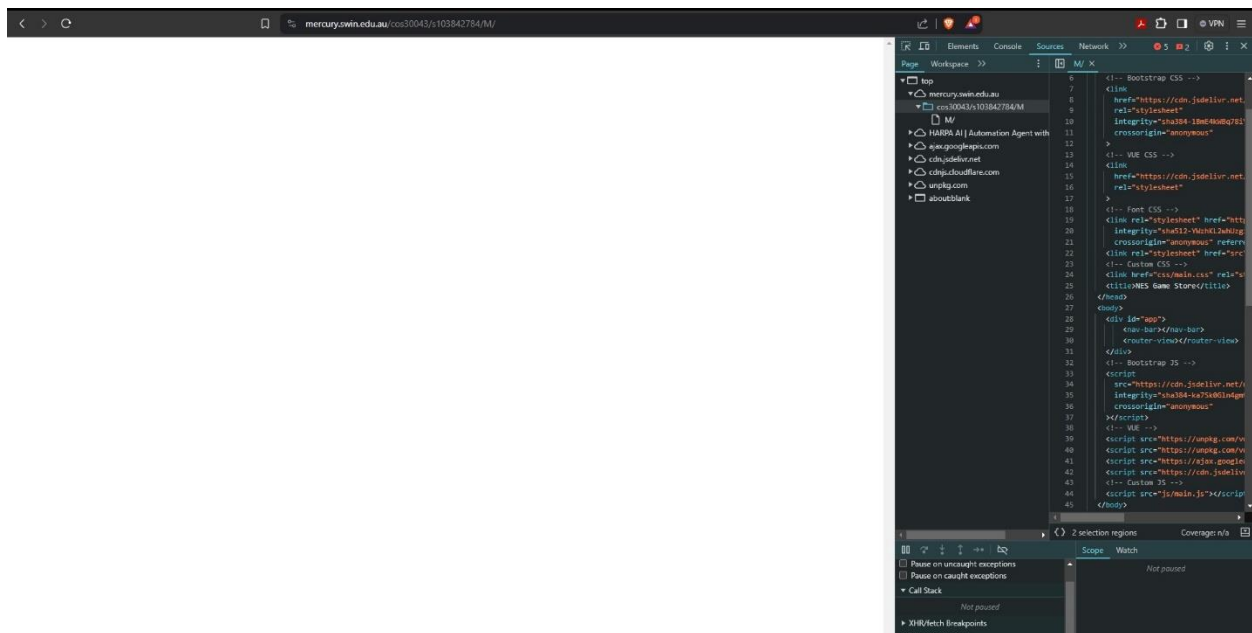 mercury.swin.edu.au/cos30043/s103842784/M/
VPN
Elements Console Sources Network >> 5 2
Page Workspace >> M/ ×
top
mercury.swin.edu.au
cos30043/s103842784/M
M/
HARPA AI | Automation Agent with
ajax.googleapis.com
cdn.jsdelivr.net
cdnjs.cloudflare.com
unpkg.com
about:blank
6 <!-- Bootstrap CSS -->
7 <link
8 href="https://cdn.jsdelivr.net/
9 rel="stylesheet"
10
11 crossorigin="anonymous"
12 >
13 <!-- VUE CSS -->
14 <link
15 href="https://cdn.jsdelivr.net/
16 rel="stylesheet"
17 >
18 <!-- Font CSS -->
19 <link rel="stylesheet" href="http
20
21 crossorigin="anonymous" referre
22 <link rel="stylesheet" href="src
23 <!-- Custom CSS -->
24 <link href="css/main.css" rel="s
25 <title>NES Game Store</title>
26 </head>
27 <body>
28 <div id="app">
29 <nav-bar></nav-bar>
30 <router-view></router-view>
31 </div>
32 <!-- Bootstrap JS -->
33 <script
34 src="https://cdn.jsdelivr.net/
35
36 crossorigin="anonymous"
37 ></script>
38 <!-- VUE -->
39 <script src="https://unpkg.com/v
40 <script src="https://unpkg.com/v
41 <script src="https://ajax.google
42 <script src="https://cdn.jsdeliv
43 <!-- Custom JS -->
44 <script src="js/main.js"></scrip
45 </body>
{} 2 selection regions Coverage: n/a
Scope Watch
Pause on uncaught exceptions
Not paused
Pause on caught exceptions
Call Stack
Not paused
XHR/fetch Breakpoints